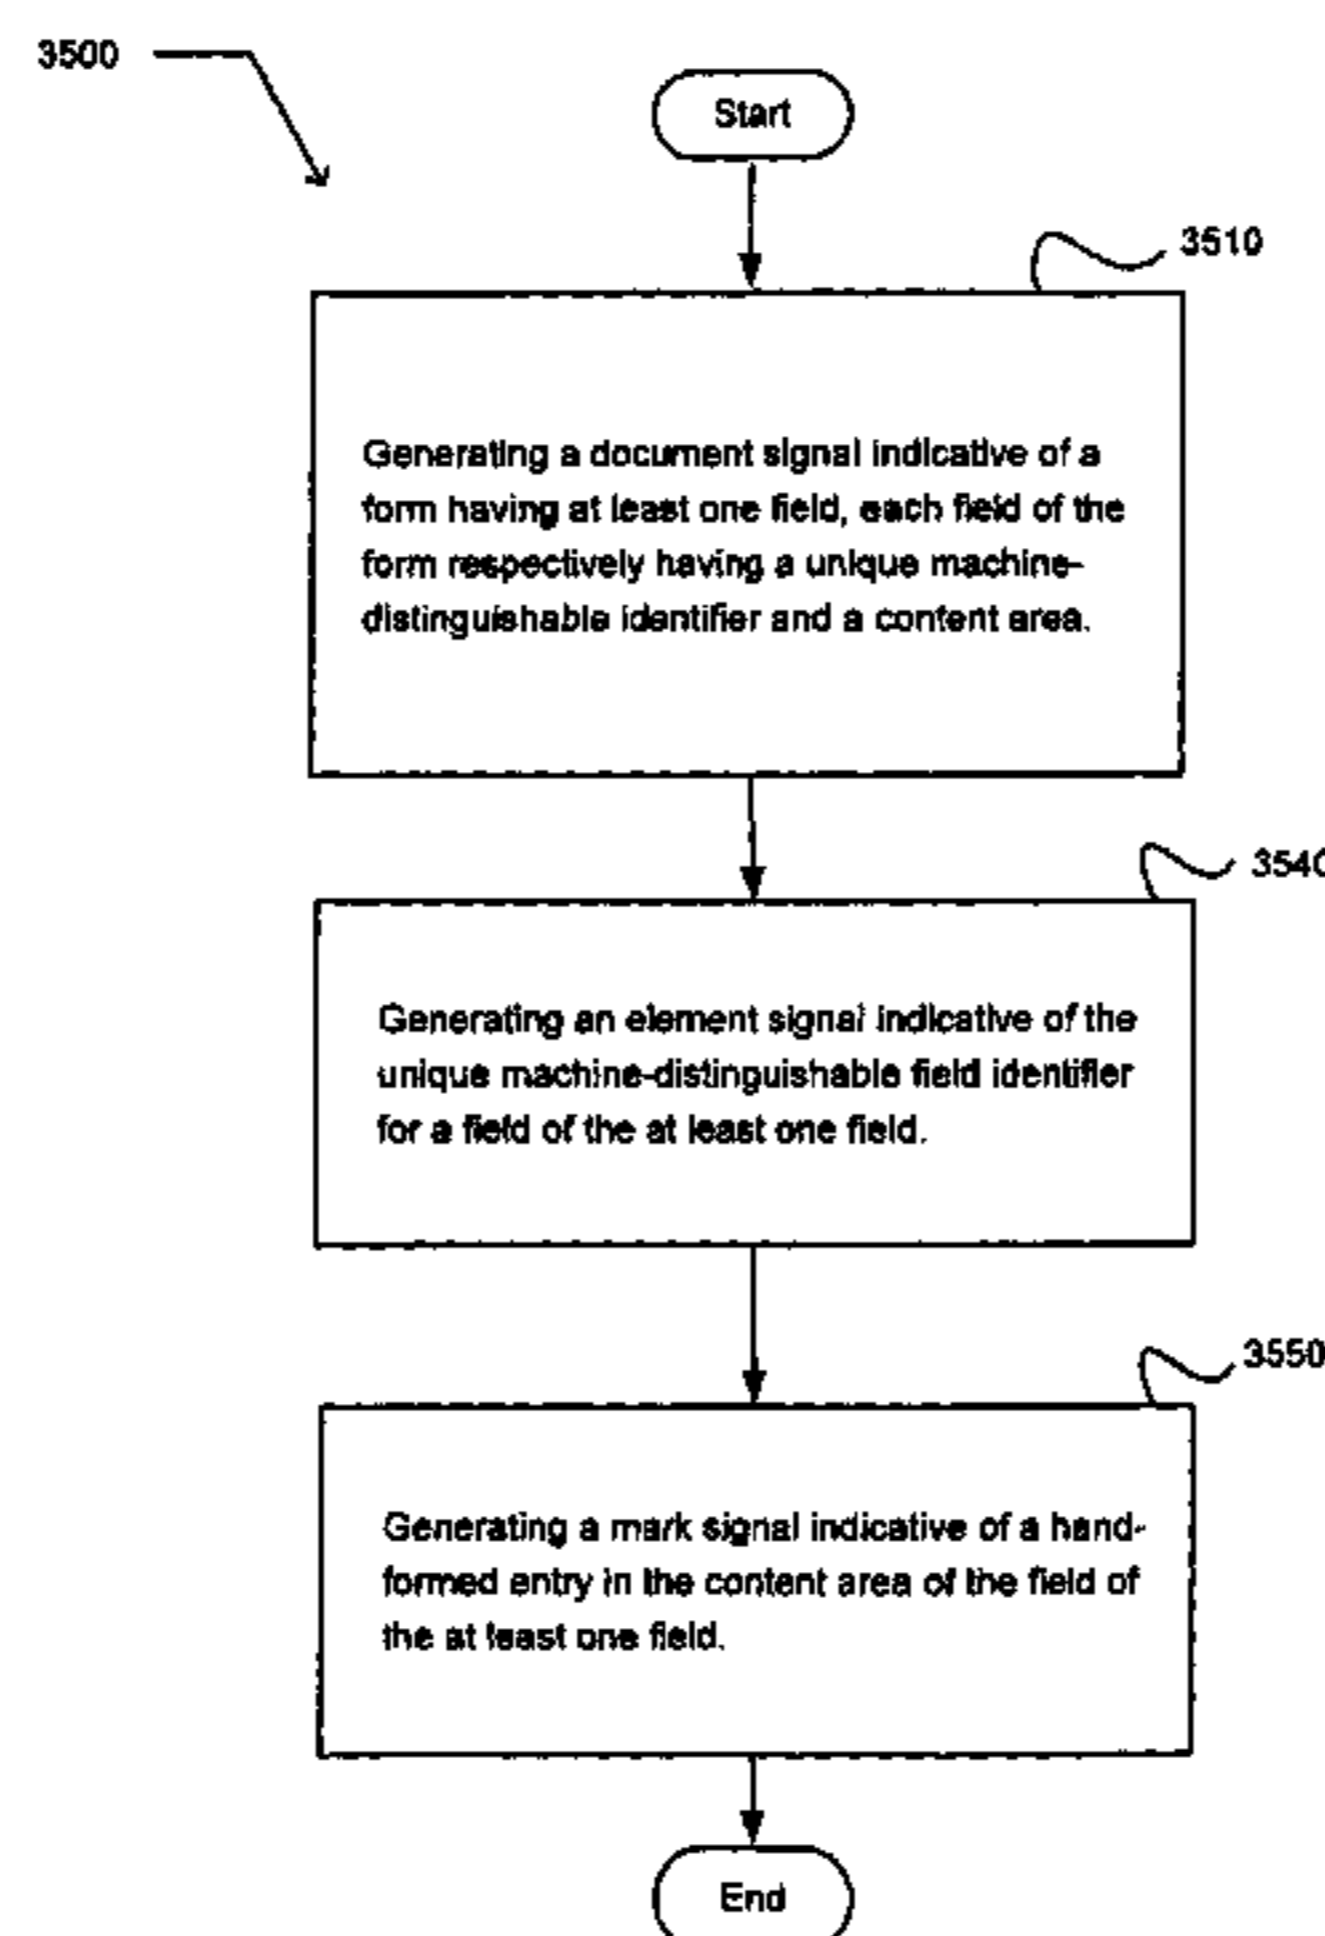 3500
Start
3510
Generating a document signal indicative of a
form having at least one field, each field of the
form respectively having a unique machine-
distinguishable identifier and a content area.
3540
Generating an element signal indicative of the
unique machine-distinguishable field identifier
for a field of the at least one field.
3550
Generating a mark signal indicative of a hand-
formed entry in the content area of the field of
the at least one field.
End